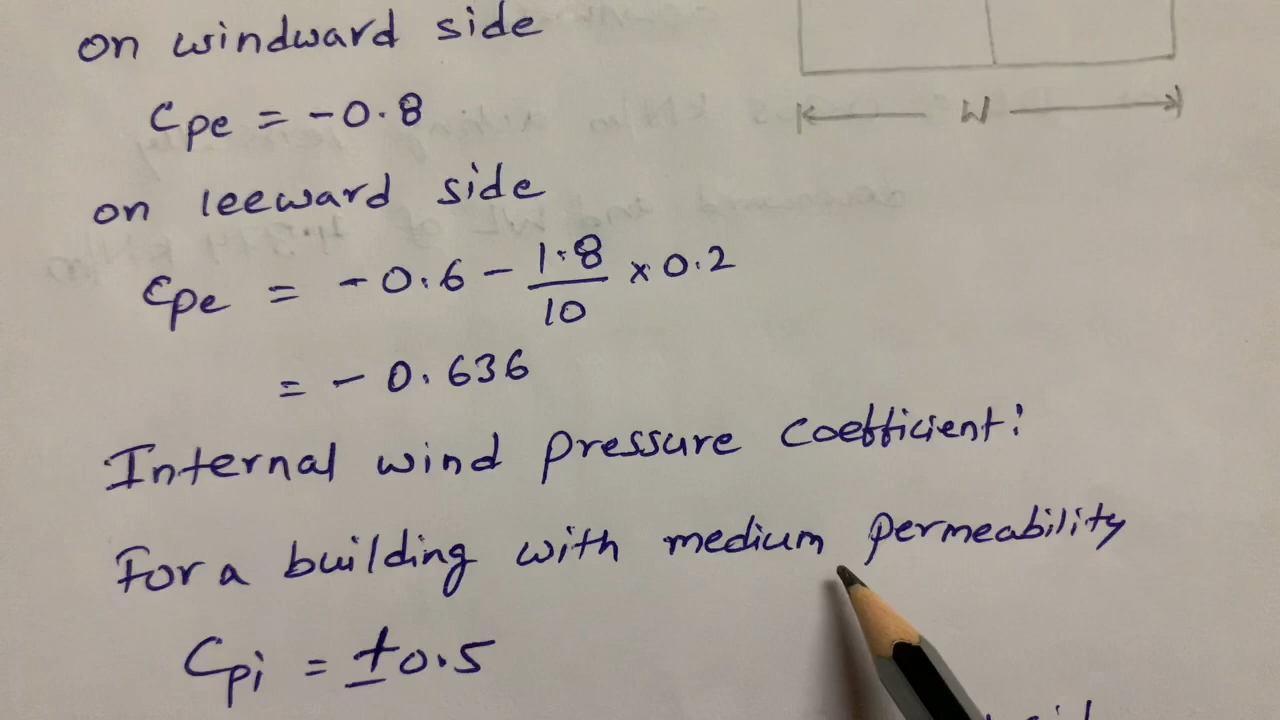 on windward side
W
Cpe = -0.8
on leeward side
Cpe = -0.6 - 1.8/10 x 0.2
= -0.636
Internal wind pressure coefficient:
For a building with medium permeability
Cpi = ±0.5